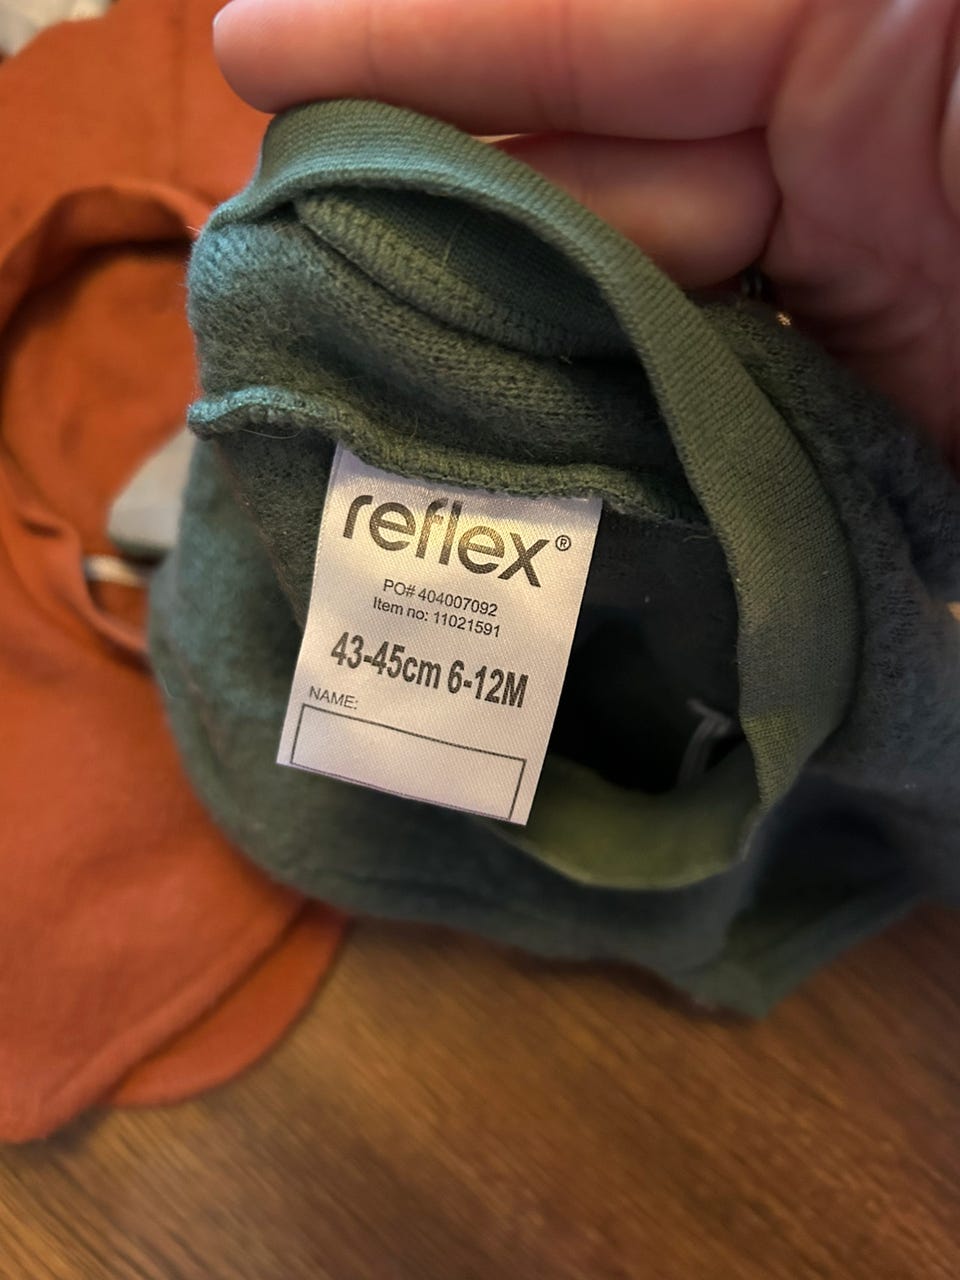 reflex®
PO# 404007092
Item no: 11021591
43-45cm 6-12M
NAME: